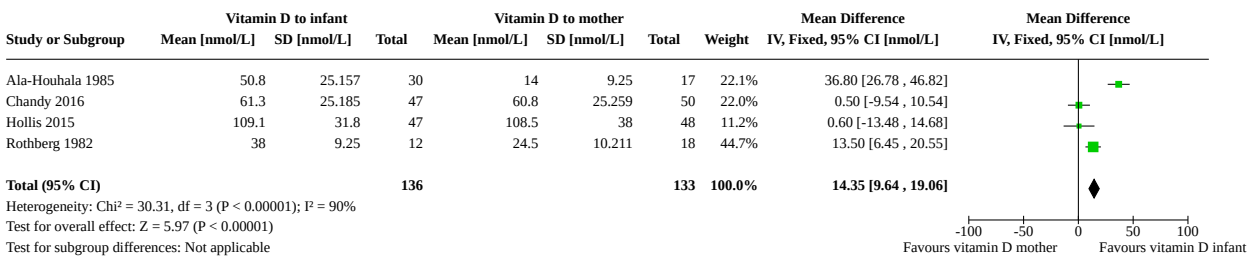 Vitamin D to infant Vitamin D to mother Mean Difference Mean Difference
Study or Subgroup Mean [nmol/L] SD [nmol/L] Total Mean [nmol/L] SD [nmol/L] Total Weight IV, Fixed, 95% CI [nmol/L] IV, Fixed, 95% CI [nmol/L]
Ala-Houhala 1985 50.8 25.157 30 14 9.25 17 22.1% 36.80 [26.78 , 46.82]
Chandy 2016 61.3 25.185 47 60.8 25.259 50 22.0% 0.50 [-9.54 , 10.54]
Hollis 2015 109.1 31.8 47 108.5 38 48 11.2% 0.60 [-13.48 , 14.68]
Rothberg 1982 38 9.25 12 24.5 10.211 18 44.7% 13.50 [6.45 , 20.55]
Total (95% CI) 136 133 100.0% 14.35 [9.64 , 19.06]
Heterogeneity: Chi² = 30.31, df = 3 (P < 0.00001); I² = 90%
Test for overall effect: Z = 5.97 (P < 0.00001)
-100 -50 0 50 100
Test for subgroup differences: Not applicable
Favours vitamin D mother Favours vitamin D infant